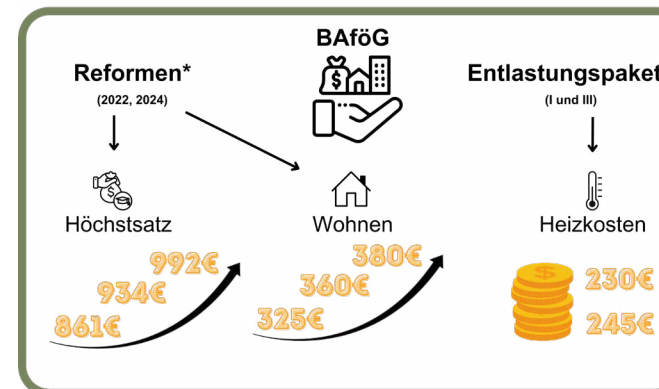 BAföG
Reformen*
(2022, 2024)
Entlastungspaket
(I und III)
Höchstsatz
Wohnen
Heizkosten
992€
934€
861€
380€
360€
325€
230€
245€